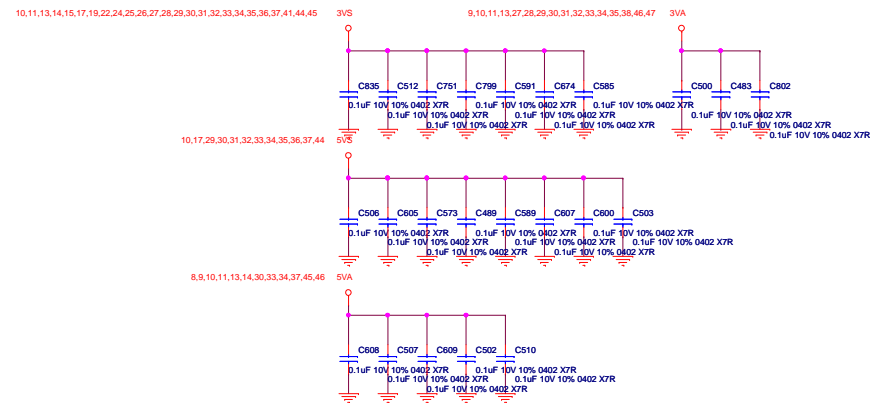 10,11,13,14,15,17,19,22,24,25,26,27,28,29,30,31,32,33,34,35,36,37,41,44,45 3VS
9,10,11,13,27,28,29,30,31,32,33,34,35,38,46,47 3VA
C835 C512 C751 C799 C591 C674 C585
0.1uF 10V 10% 0402 X7R
0.1uF 10V 10% 0402 X7R
0.1uF 10V 10% 0402 X7R
0.1uF 10V 10% 0402 X7R
0.1uF 10V 10% 0402 X7R
0.1uF 10V 10% 0402 X7R
0.1uF 10V 10% 0402 X7R
C500 C483 C802
0.1uF 10V 10% 0402 X7R
0.1uF 10V 10% 0402 X7R
0.1uF 10V 10% 0402 X7R
10,17,29,30,31,32,33,34,35,36,37,44 5VS
C506 C605 C573 C489 C589 C607 C600 C503
0.1uF 10V 10% 0402 X7R
0.1uF 10V 10% 0402 X7R
0.1uF 10V 10% 0402 X7R
0.1uF 10V 10% 0402 X7R
0.1uF 10V 10% 0402 X7R
0.1uF 10V 10% 0402 X7R
0.1uF 10V 10% 0402 X7R
0.1uF 10V 10% 0402 X7R
8,9,10,11,13,14,30,33,34,37,45,46 5VA
C608 C507 C609 C502 C510
0.1uF 10V 10% 0402 X7R
0.1uF 10V 10% 0402 X7R
0.1uF 10V 10% 0402 X7R
0.1uF 10V 10% 0402 X7R
0.1uF 10V 10% 0402 X7R